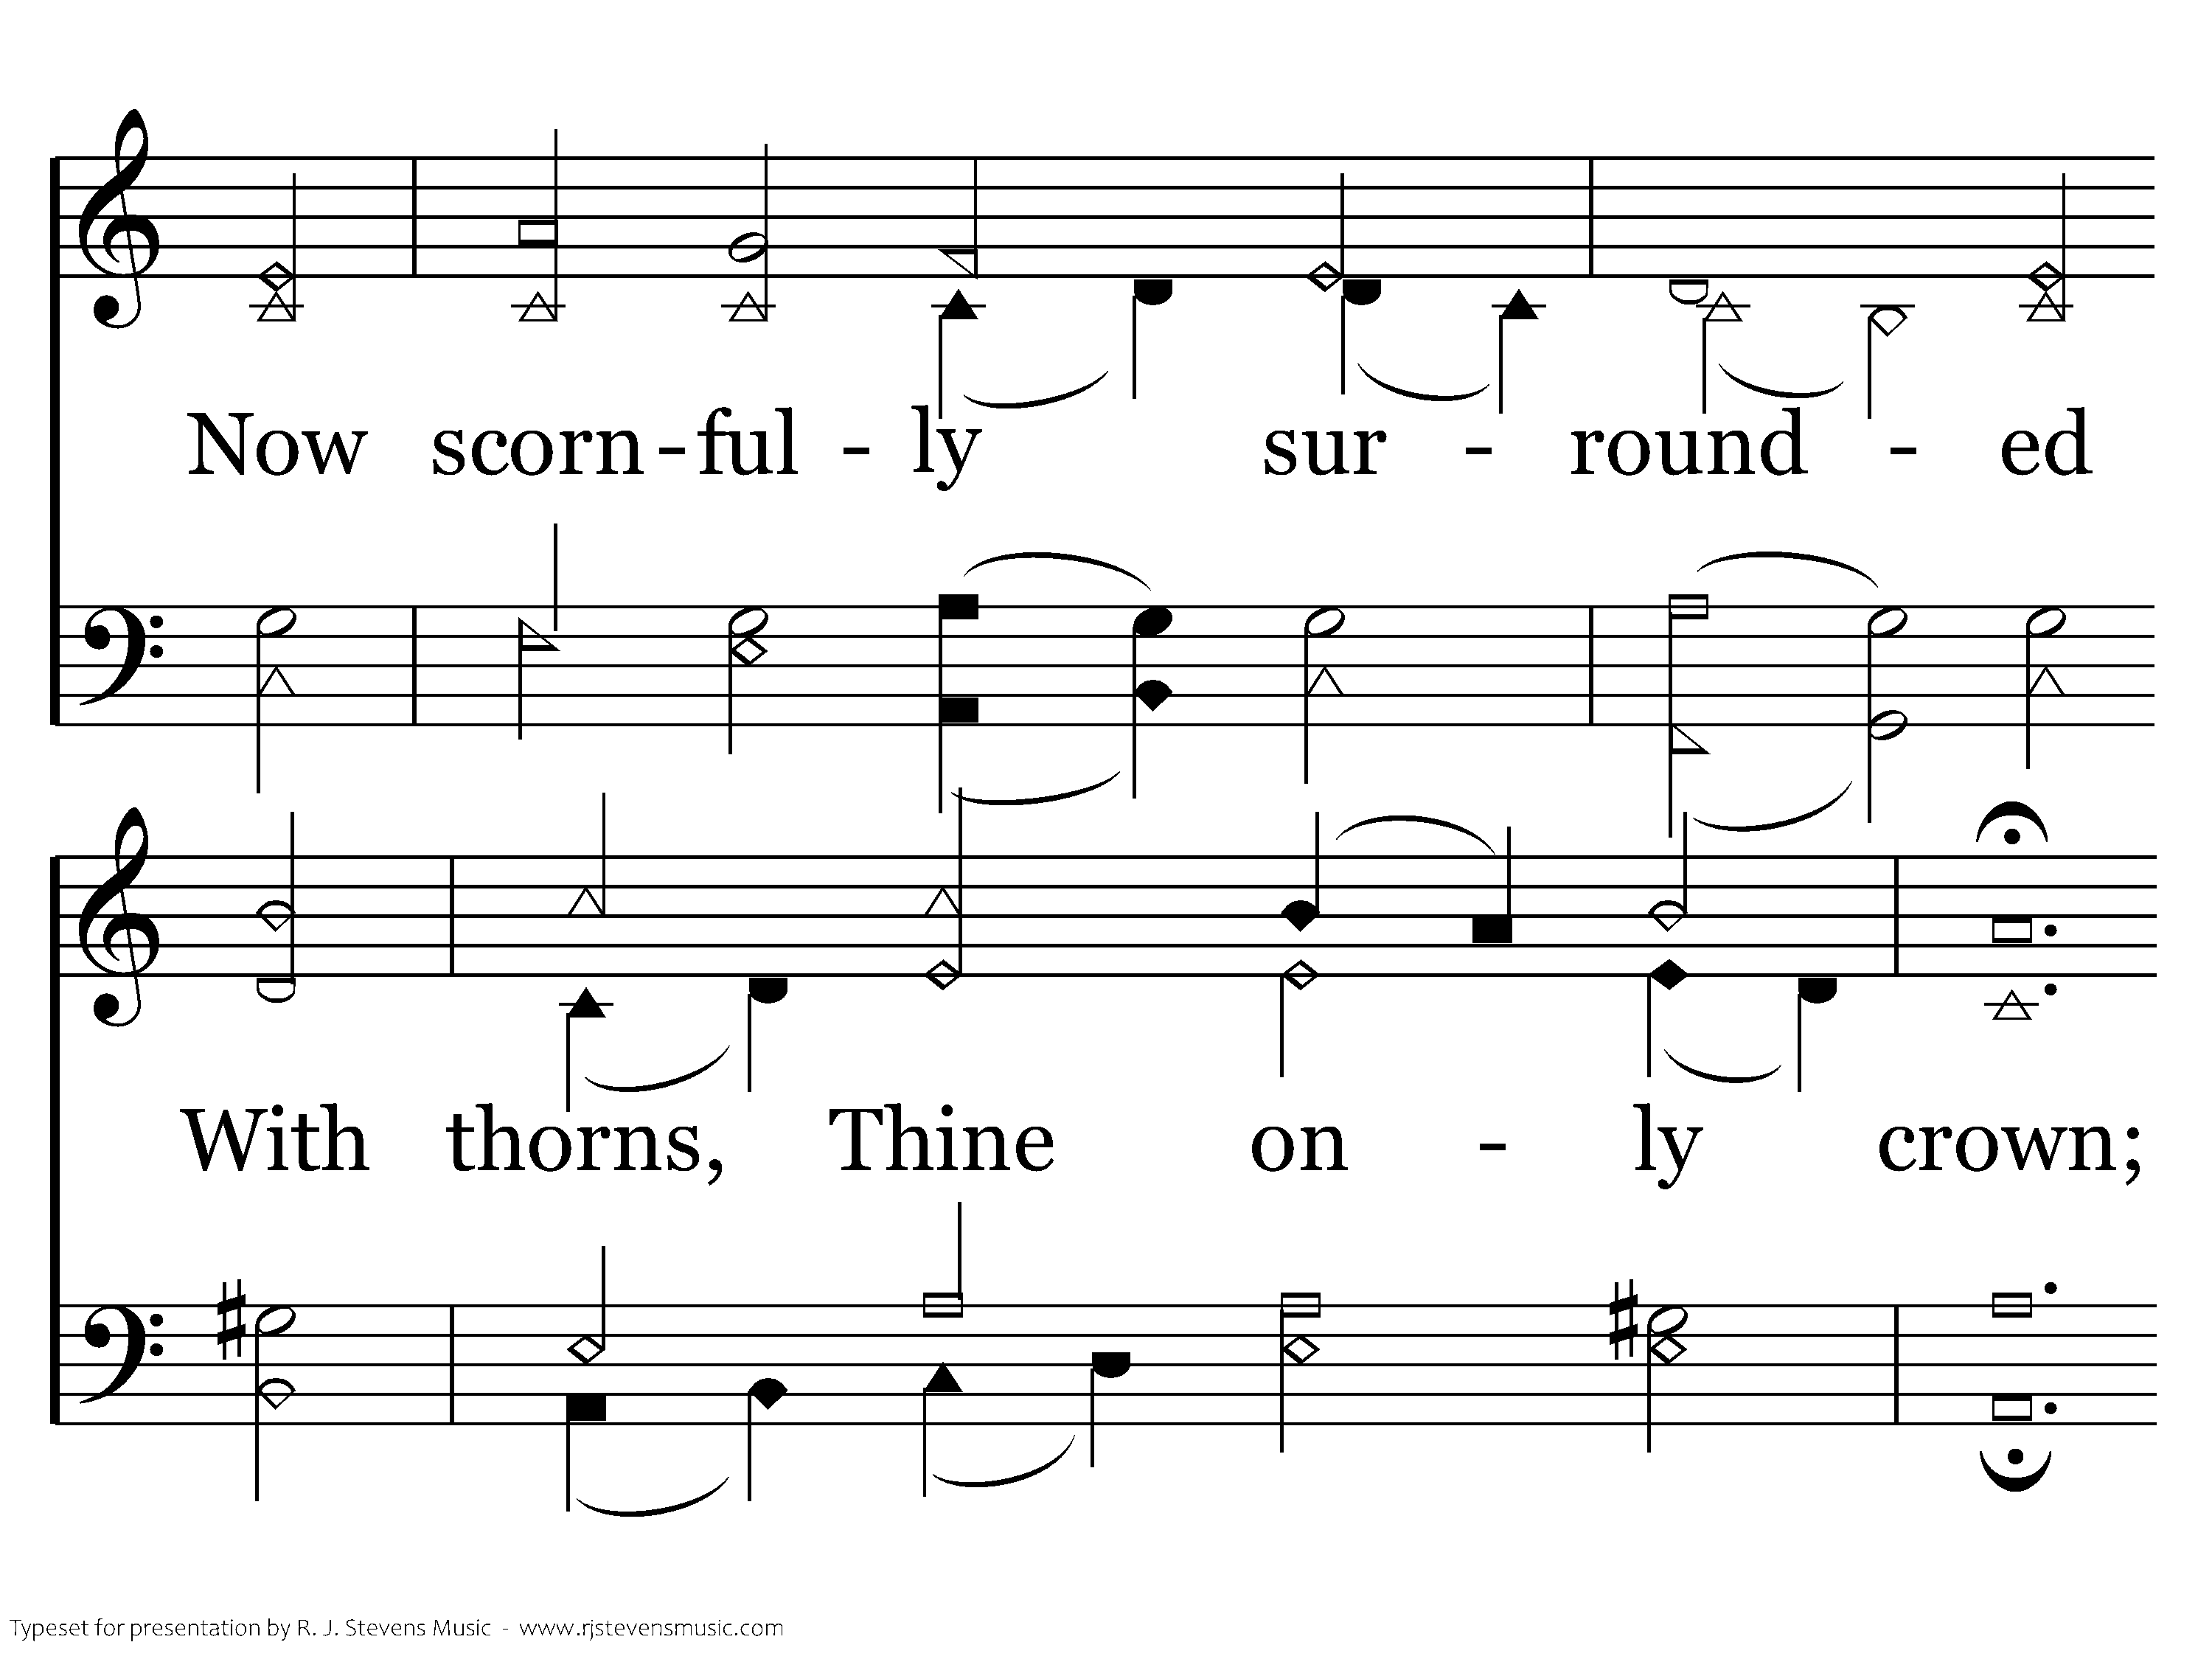 Now scorn - ful - ly sur - round - ed
With thorns, Thine on - ly crown;
Typeset for presentation by R. J. Stevens Music - www.rjstevensmusic.com